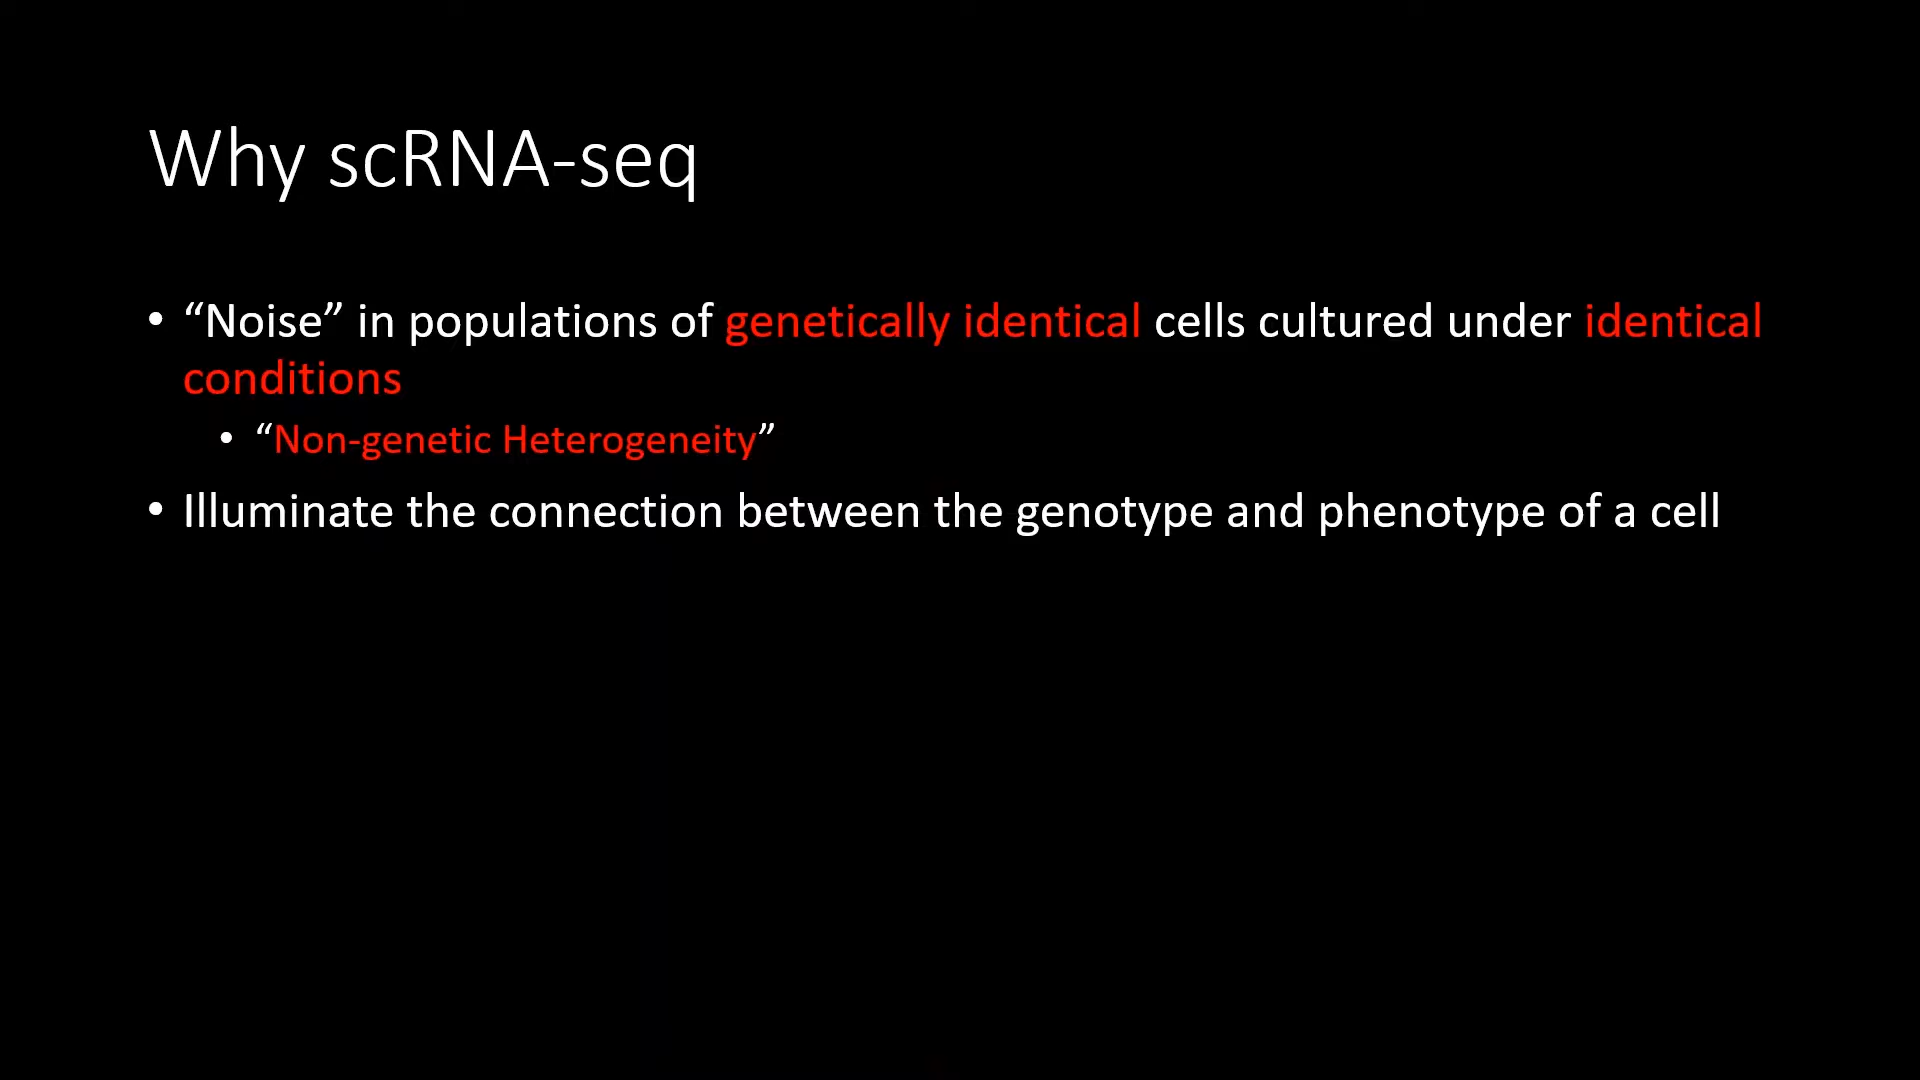 Why scRNA-seq
• “Noise” in populations of genetically identical cells cultured under identical
conditions
• “Non-genetic Heterogeneity”
• Illuminate the connection between the genotype and phenotype of a cell